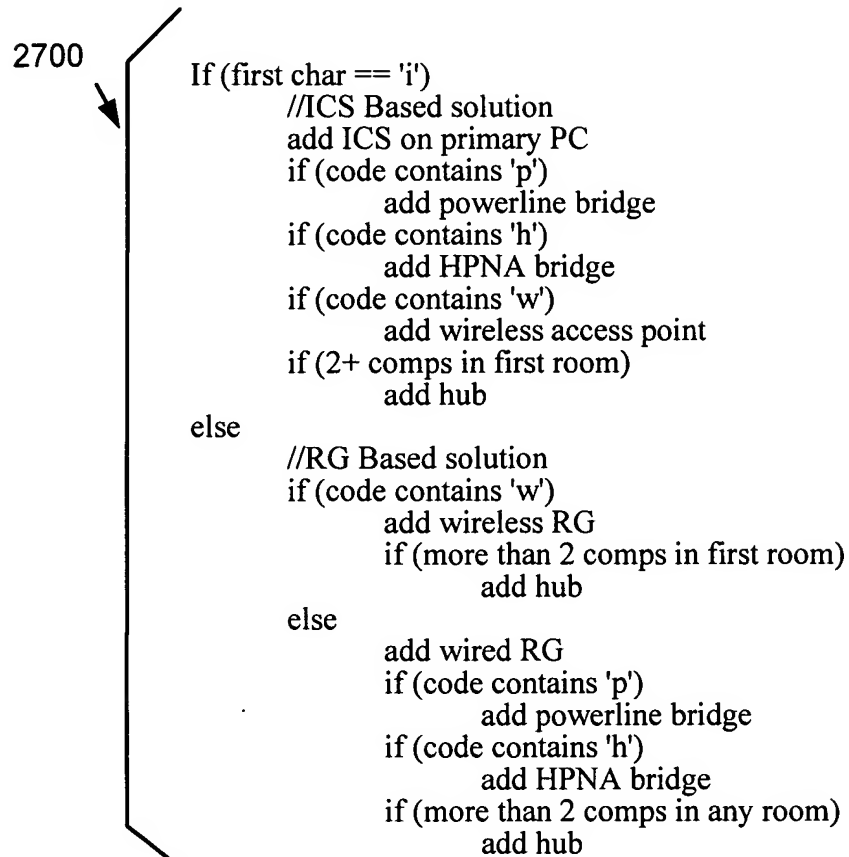 2700
If (first char == 'i')
//ICS Based solution
add ICS on primary PC
if (code contains 'p')
add powerline bridge
if (code contains 'h')
add HPNA bridge
if (code contains 'w')
add wireless access point
if (2+ comps in first room)
add hub
else
//RG Based solution
if (code contains 'w')
add wireless RG
if (more than 2 comps in first room)
add hub
else
add wired RG
if (code contains 'p')
add powerline bridge
if (code contains 'h')
add HPNA bridge
if (more than 2 comps in any room)
add hub